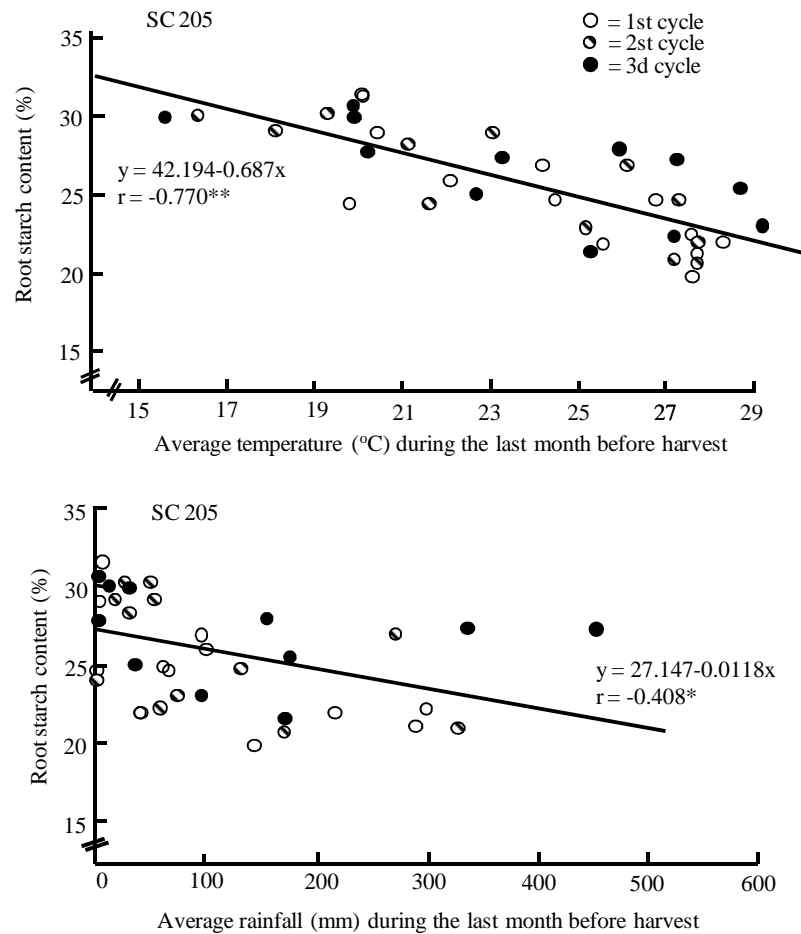 SC 205
= 1st cycle
= 2st cycle
= 3d cycle
35
30
25
20
15
Root starch content (%)
y = 42.194-0.687x
r = -0.770**
15 17 19 21 23 25 27 29
Average temperature (°C) during the last month before harvest
SC 205
35
30
25
20
15
Root starch content (%)
y = 27.147-0.0118x
r = -0.408*
0 100 200 300 400 500 600
Average rainfall (mm) during the last month before harvest